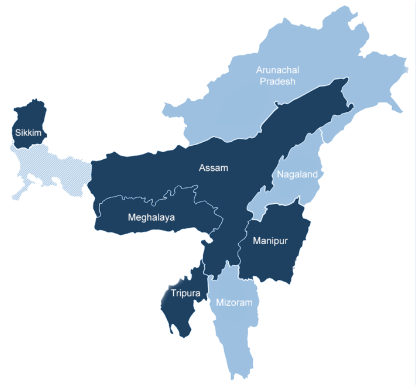 Arunachal
Pradesh
Sikkim
Assam
Nagaland
Meghalaya
Manipur
Tripura
Mizoram